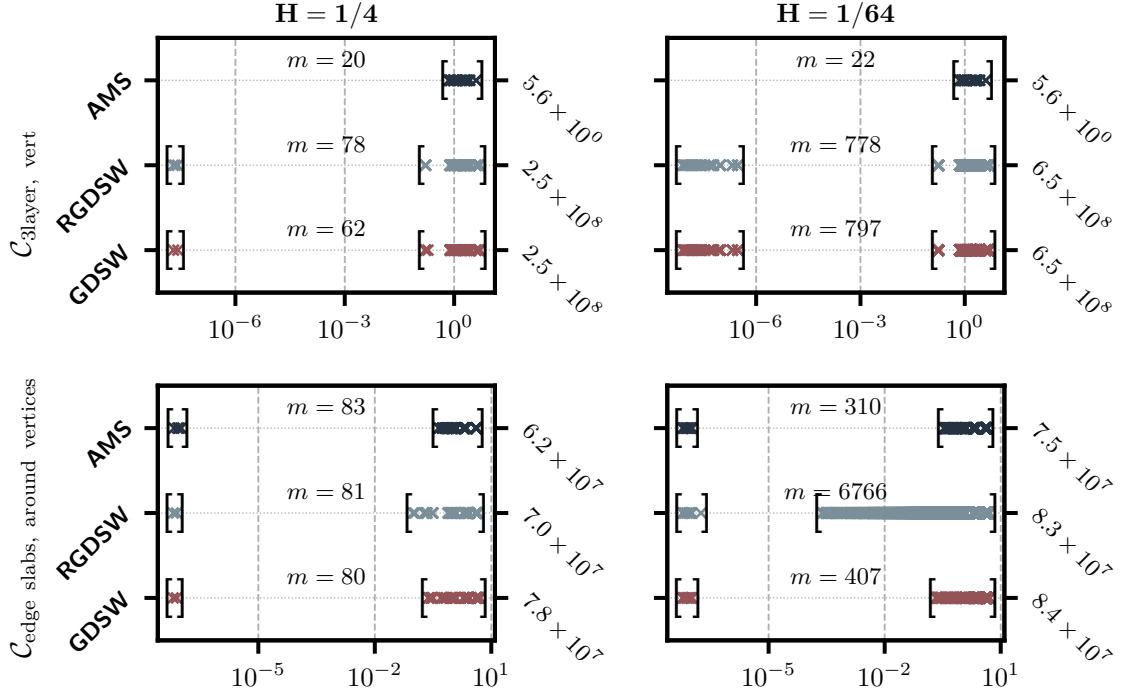 H = 1/4
H = 1/64
C3layer, vert
AMS
RGDSW
GDSW
m = 20
m = 78
m = 62
5.6 × 10^0
2.5 × 10^8
2.5 × 10^8
10^−6
10^−3
10^0
m = 22
m = 778
m = 797
5.6 × 10^0
6.5 × 10^8
6.5 × 10^8
10^−6
10^−3
10^0
Cedge slabs, around vertices
AMS
RGDSW
GDSW
m = 83
m = 81
m = 80
6.2 × 10^7
7.0 × 10^7
7.8 × 10^7
10^−5
10^−2
10^1
m = 310
m = 6766
m = 407
7.5 × 10^7
8.3 × 10^7
8.4 × 10^7
10^−5
10^−2
10^1